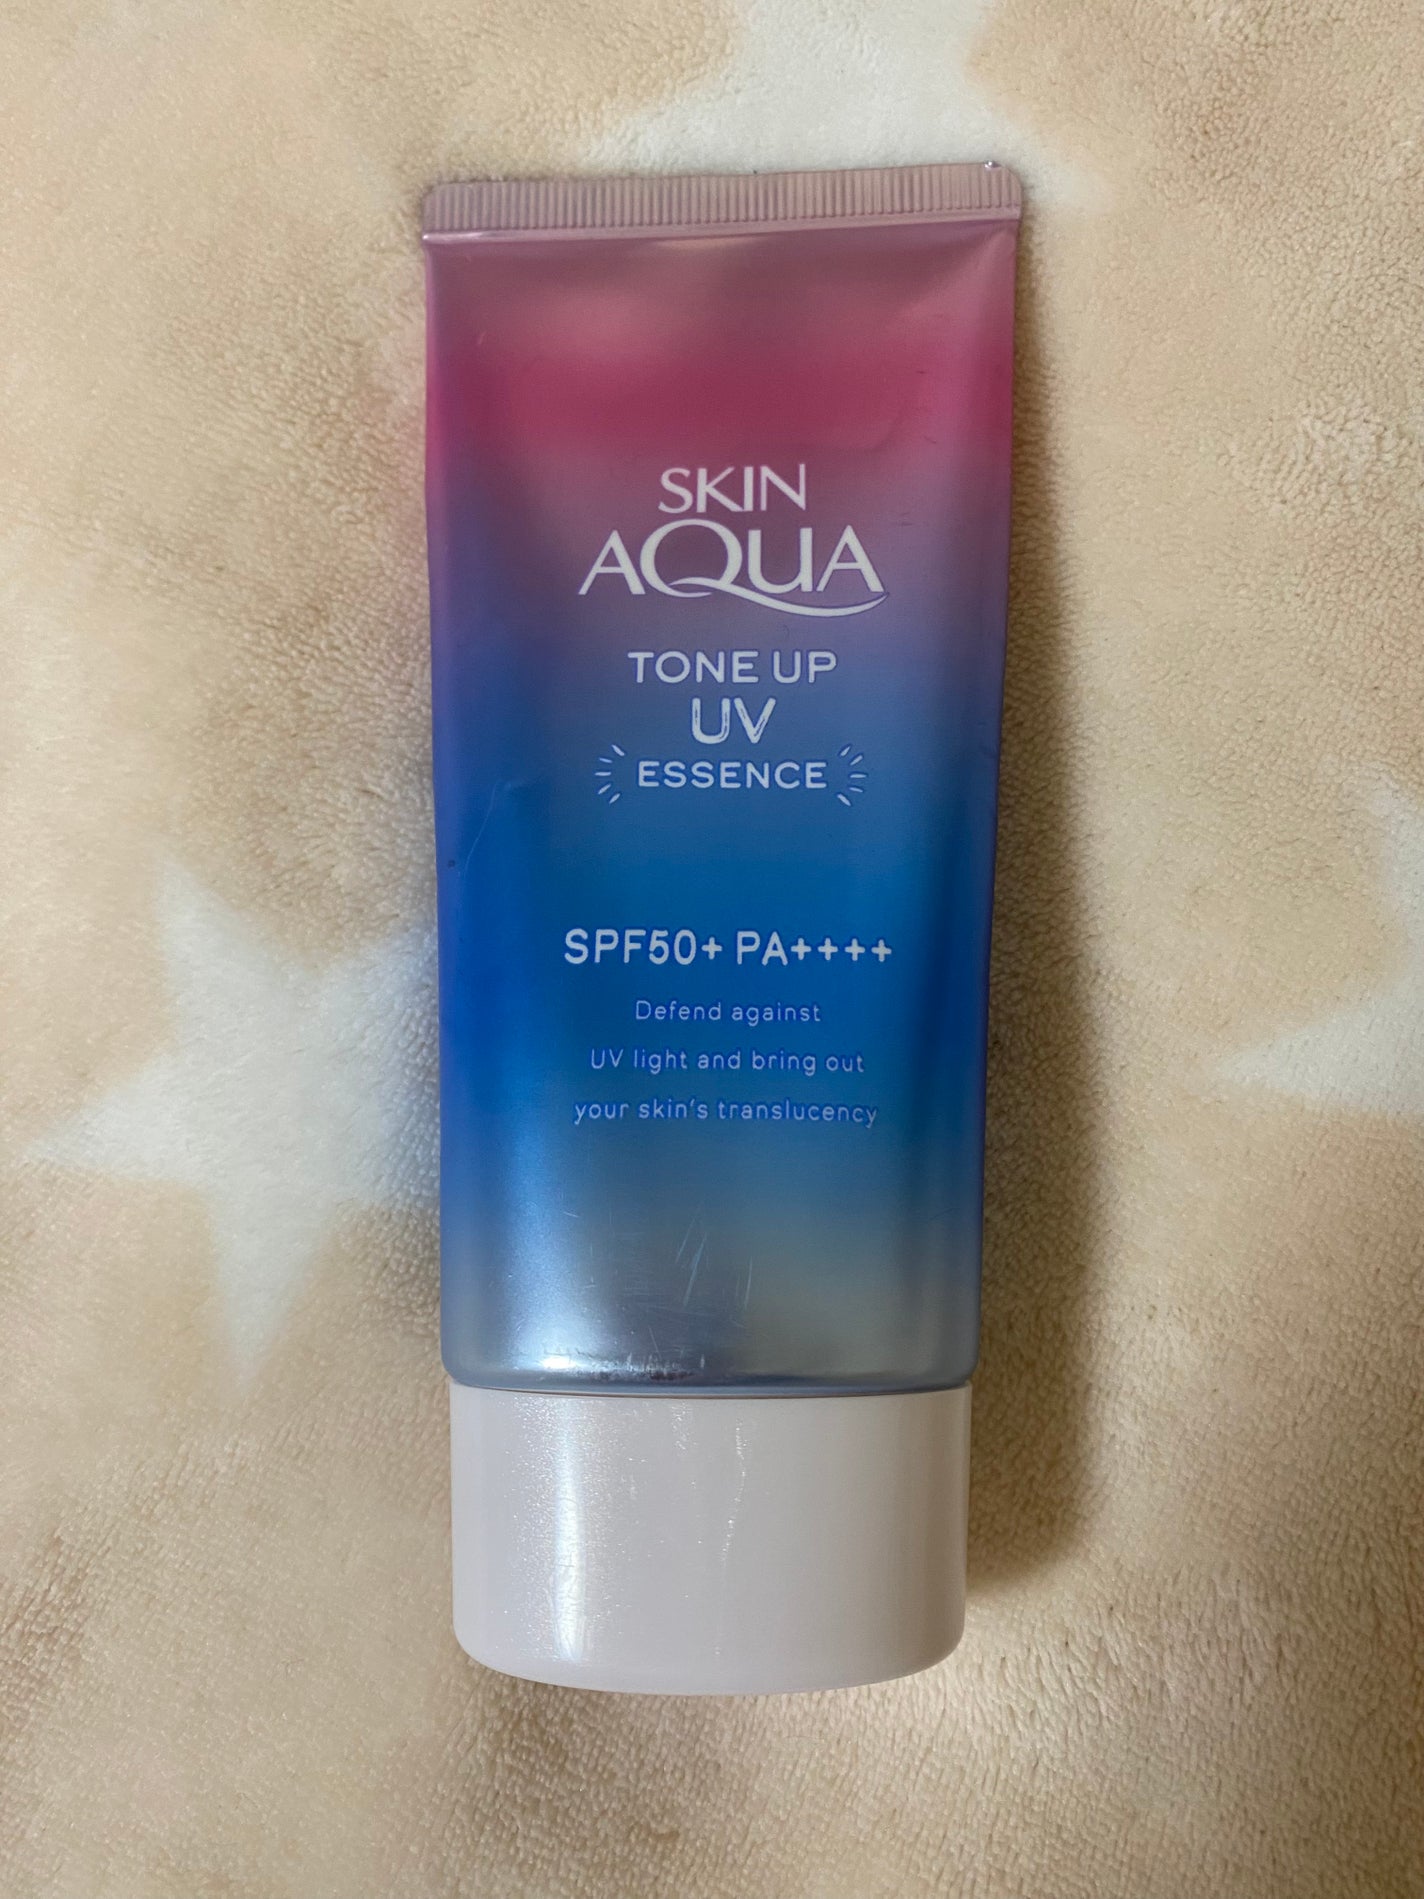 SKIN
AQUA
TONE UP
UV
ESSENCE
SPF50+ PA++++
Defend against
UV light and bring out
your skin's translucency